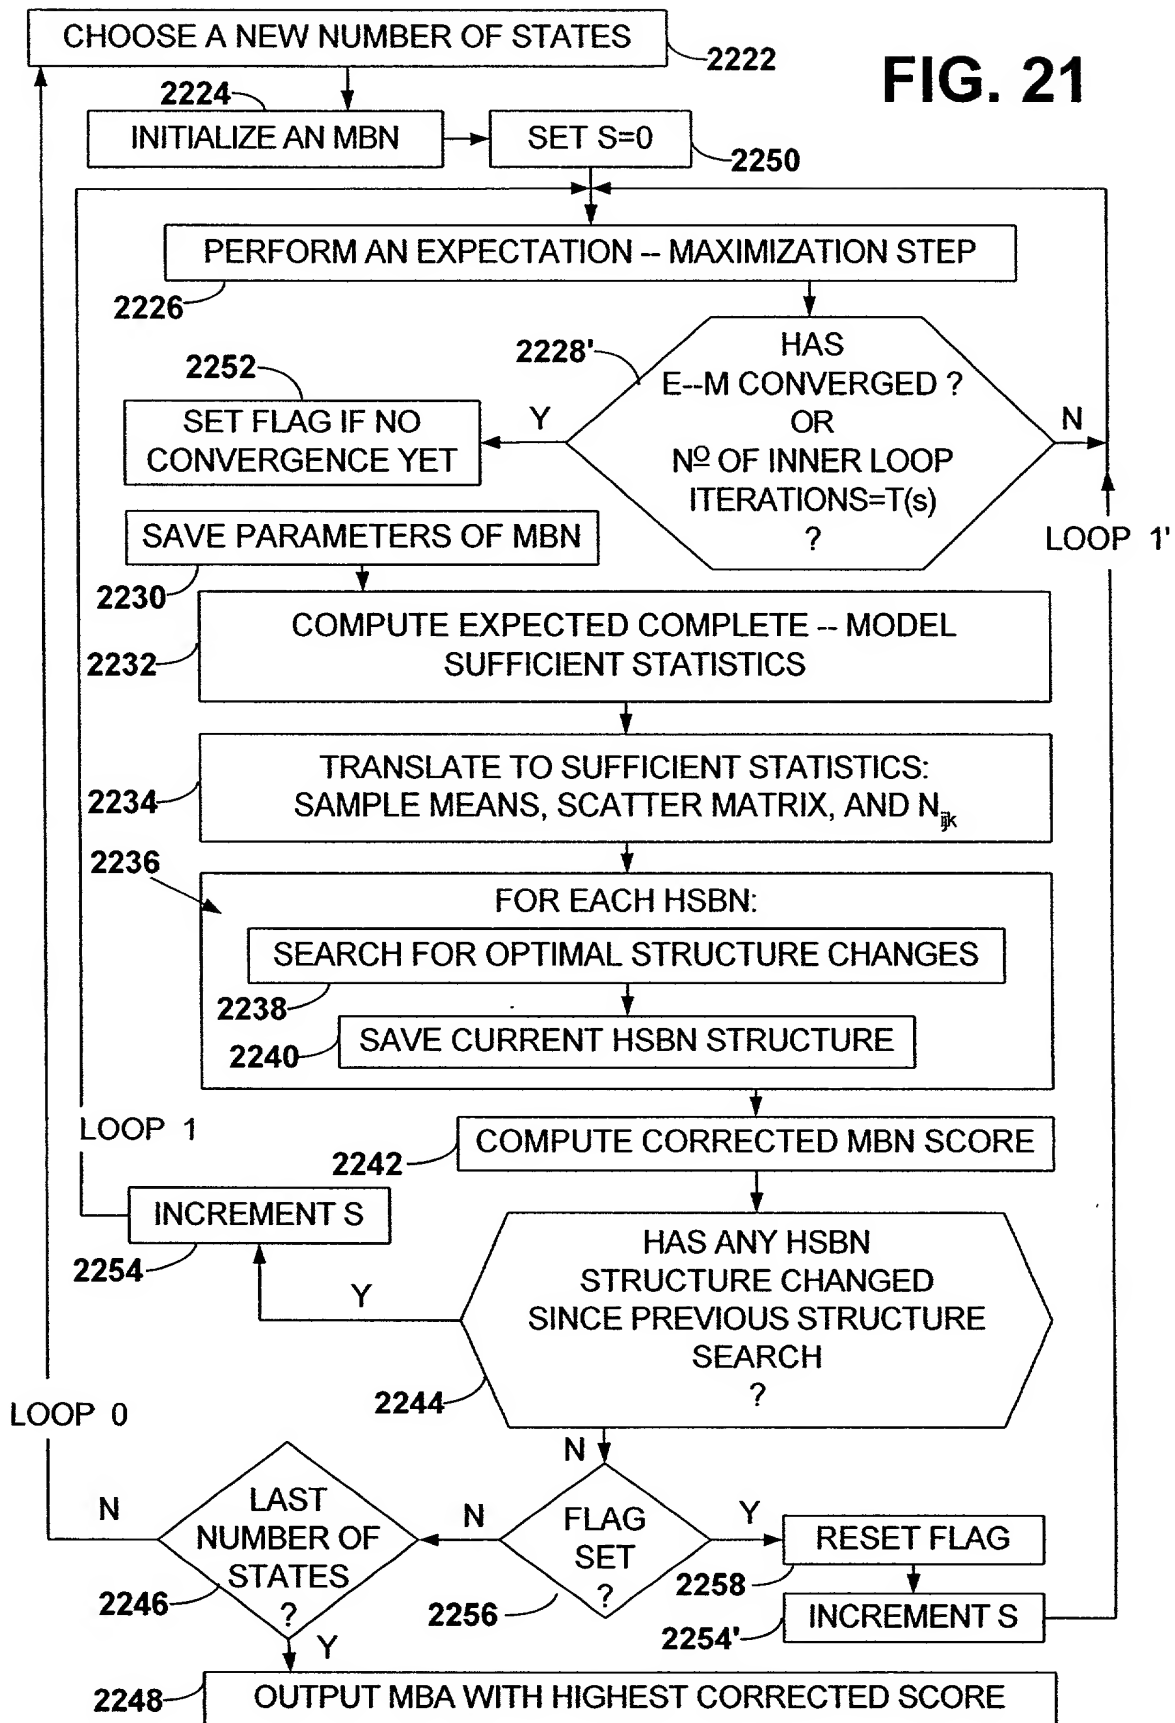 CHOOSE A NEW NUMBER OF STATES
2222
FIG. 21
2224
INITIALIZE AN MBN
SET S=0
2250
PERFORM AN EXPECTATION -- MAXIMIZATION STEP
2226
2228'
HAS
E--M CONVERGED ?
OR
Nº OF INNER LOOP
ITERATIONS=T(s)
?
Y
N
2252
SET FLAG IF NO
CONVERGENCE YET
LOOP 1'
SAVE PARAMETERS OF MBN
2230
COMPUTE EXPECTED COMPLETE -- MODEL
SUFFICIENT STATISTICS
2232
TRANSLATE TO SUFFICIENT STATISTICS:
SAMPLE MEANS, SCATTER MATRIX, AND Nijk
2234
2236
FOR EACH HSBN:
SEARCH FOR OPTIMAL STRUCTURE CHANGES
2238
SAVE CURRENT HSBN STRUCTURE
2240
LOOP 1
COMPUTE CORRECTED MBN SCORE
2242
INCREMENT S
2254
HAS ANY HSBN
STRUCTURE CHANGED
SINCE PREVIOUS STRUCTURE
SEARCH
?
Y
2244
LOOP 0
N
LAST
NUMBER OF
STATES
?
N
2246
FLAG
SET
?
N
Y
2256
RESET FLAG
2258
INCREMENT S
2254'
Y
OUTPUT MBA WITH HIGHEST CORRECTED SCORE
2248